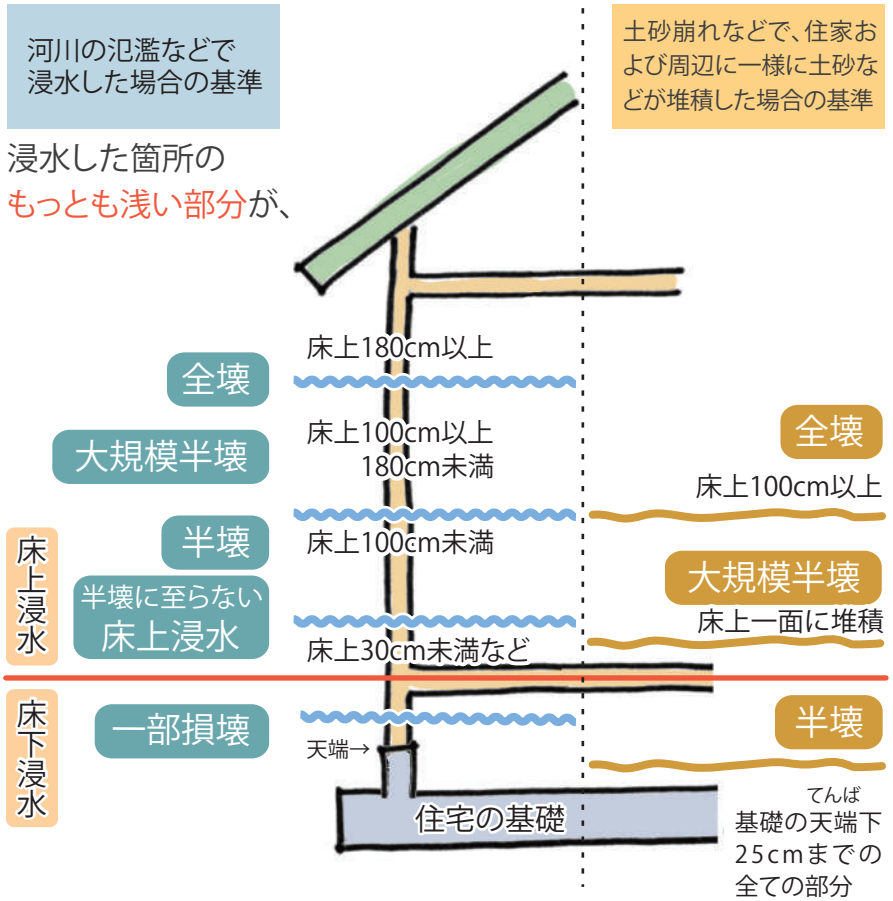 河川の氾濫などで
浸水した場合の基準
土砂崩れなどで、住家お
よび周辺に一様に土砂な
どが堆積した場合の基準
浸水した箇所の
もっとも浅い部分が、
床上180cm以上
全壊
大規模半壊
床上100cm以上
180cm未満
全壊
床上100cm以上
床上浸水
半壊
床上100cm未満
半壊に至らない
床上浸水
床上30cm未満など
大規模半壊
床上一面に堆積
床下浸水
一部損壊
天端→
半壊
住宅の基礎
てんば
基礎の天端下
25cmまでの
全ての部分